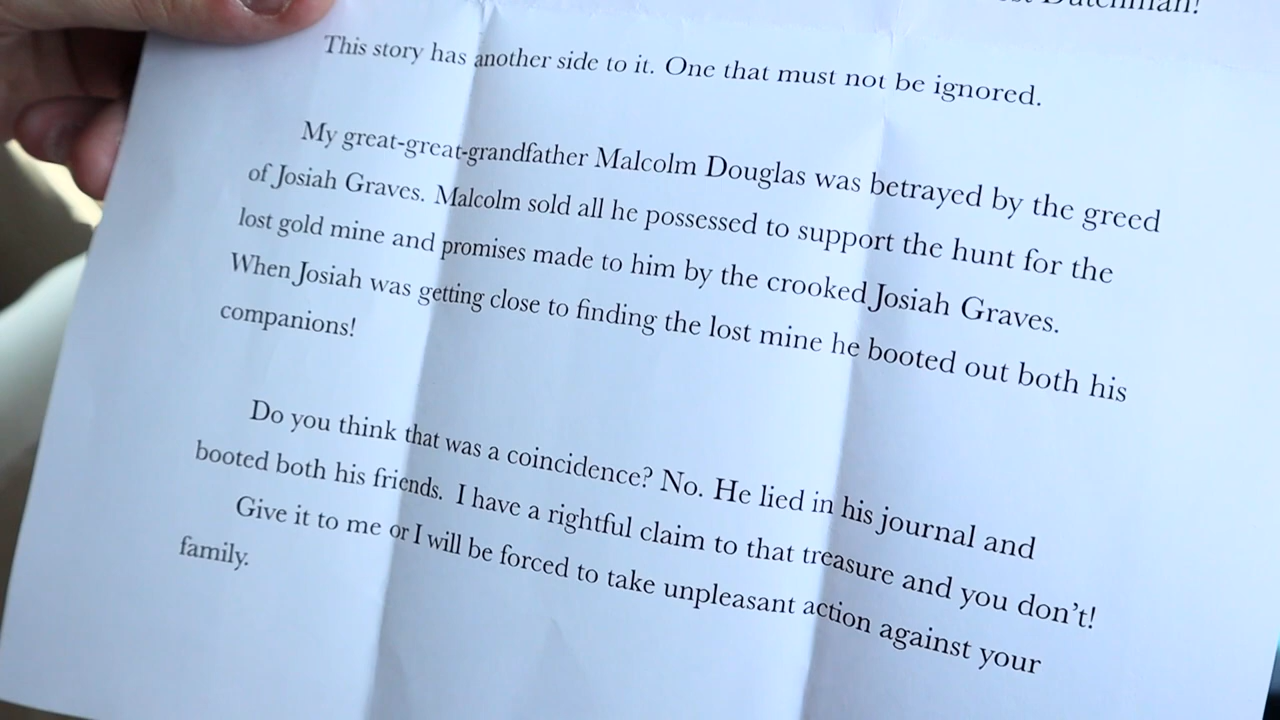 Dutchman!
This story has another side to it. One that must not be ignored.
My great-great-grandfather Malcolm Douglas was betrayed by the greed
of Josiah Graves. Malcolm sold all he possessed to support the hunt for the
lost gold mine and promises made to him by the crooked Josiah Graves.
When Josiah was getting close to finding the lost mine he booted out both his
companions!
Do you think that was a coincidence? No. He lied in his journal and
booted both his friends. I have a rightful claim to that treasure and you don't!
Give it to me or I will be forced to take unpleasant action against your
family.